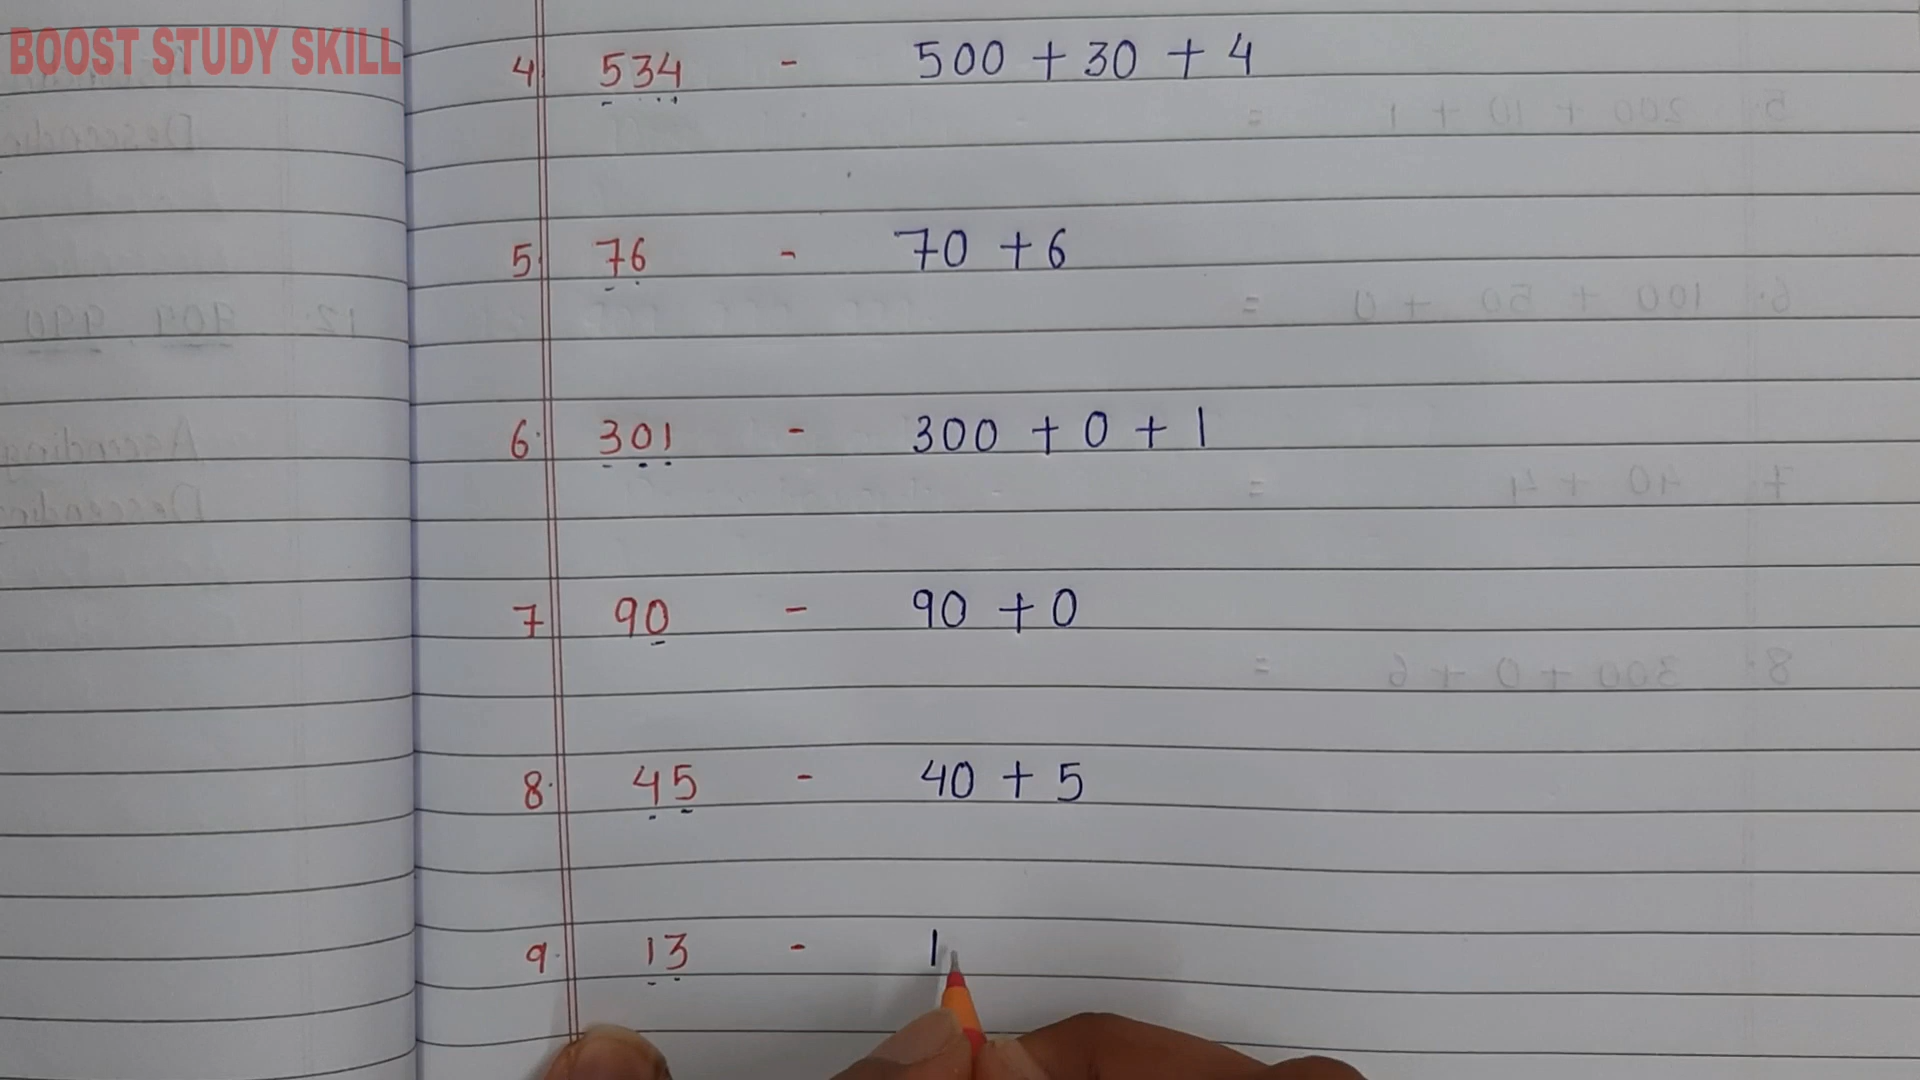 BOOST STUDY SKILL
4 534 - 500 + 30 + 4
5. 76 - 70 + 6
6. 301 - 300 + 0 + 1
7 90 - 90 + 0
8. 45 - 40 + 5
9. 13 - 1